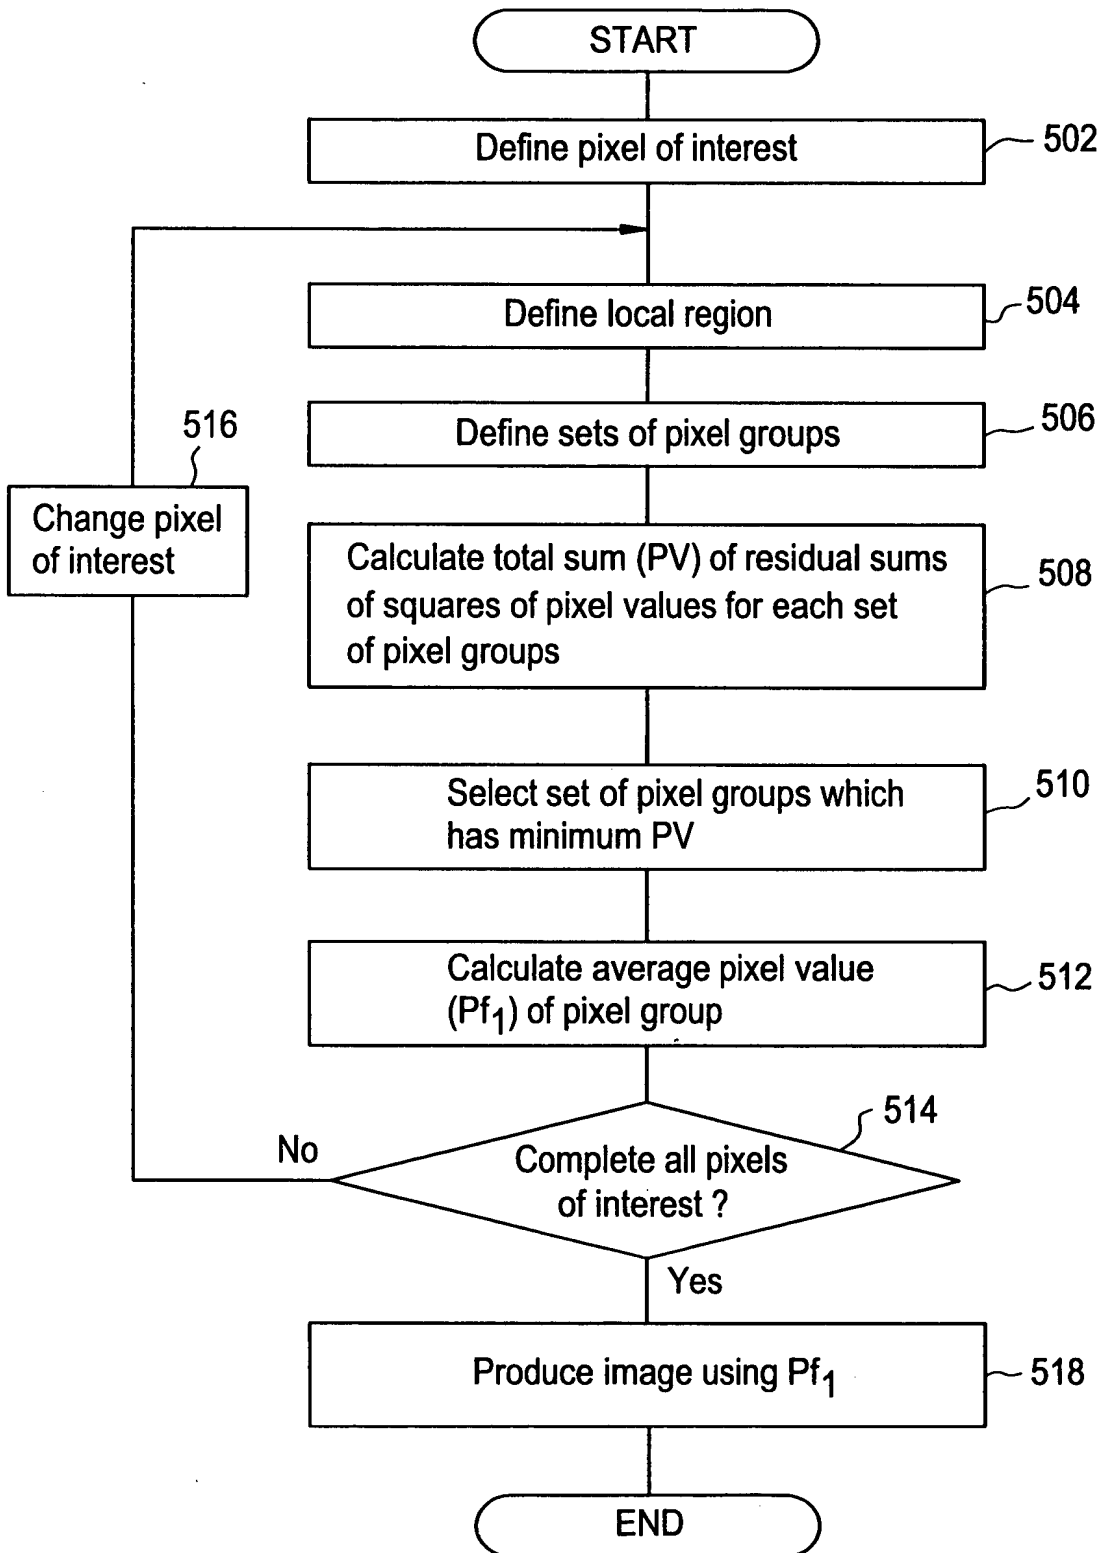 START
Define pixel of interest
502
Define local region
504
Define sets of pixel groups
506
516
Change pixel
of interest
Calculate total sum (PV) of residual sums
of squares of pixel values for each set
of pixel groups
508
Select set of pixel groups which
has minimum PV
510
Calculate average pixel value
(Pf1) of pixel group
512
514
No
Complete all pixels
of interest ?
Yes
Produce image using Pf1
518
END